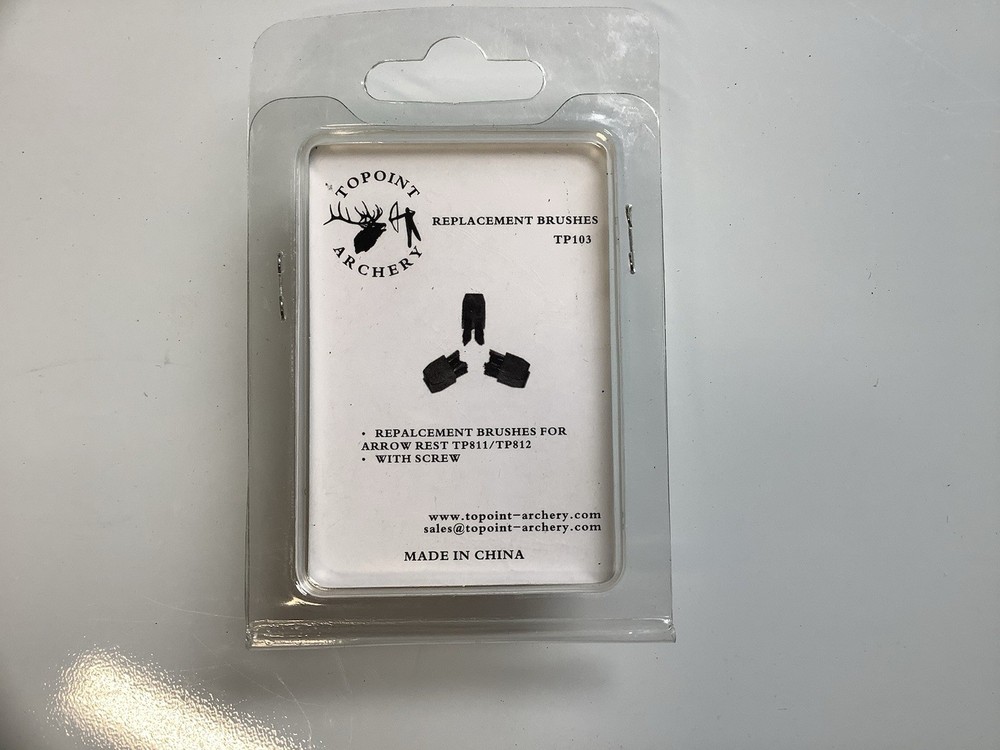 TOPOINT
ARCHERY
REPLACEMENT BRUSHES
TP103
• REPALCEMENT BRUSHES FOR
ARROW REST TP811/TP812
• WITH SCREW
www.topoint-archery.com
sales@topoint-archery.com
MADE IN CHINA